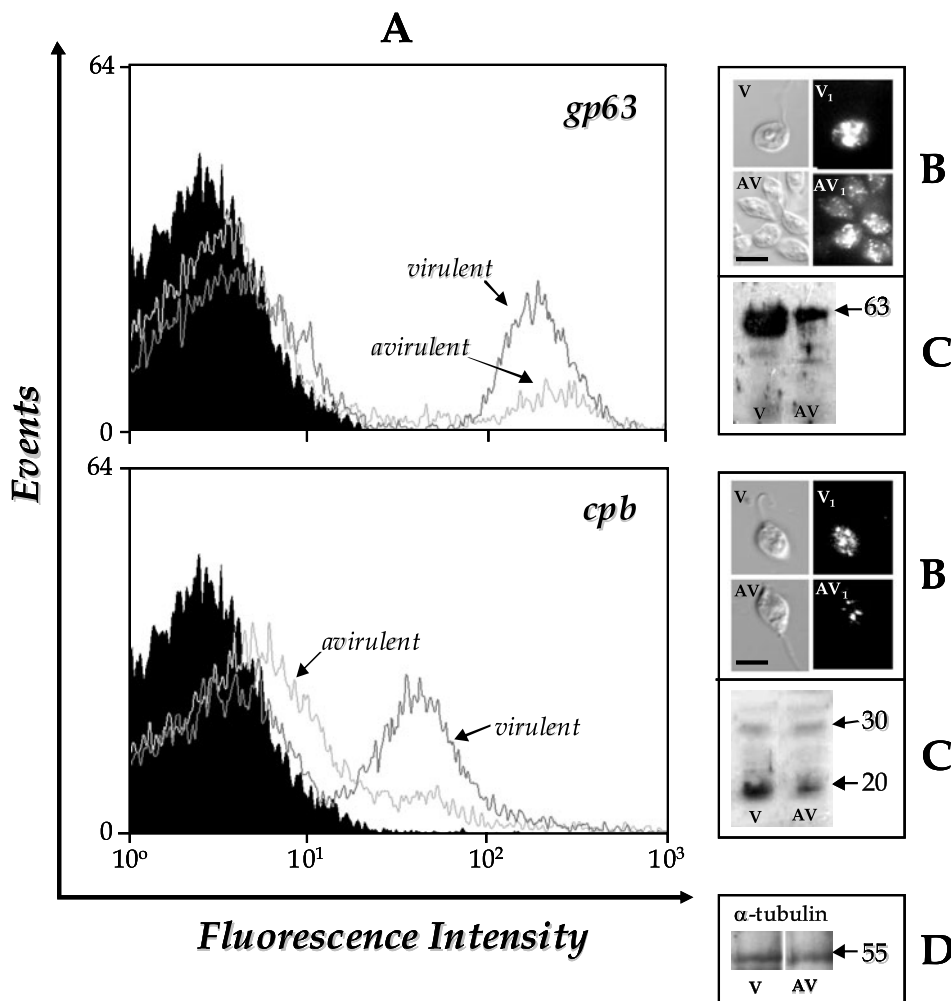 A
64
gp63
virulent
avirulent
0
Events
64
cpb
avirulent
virulent
0
10⁰ 10¹ 10² 10³
Fluorescence Intensity
V V₁
AV AV₁
B
63
V AV
C
V V₁
AV AV₁
B
30
20
V AV
C
α-tubulin
55
V AV
D